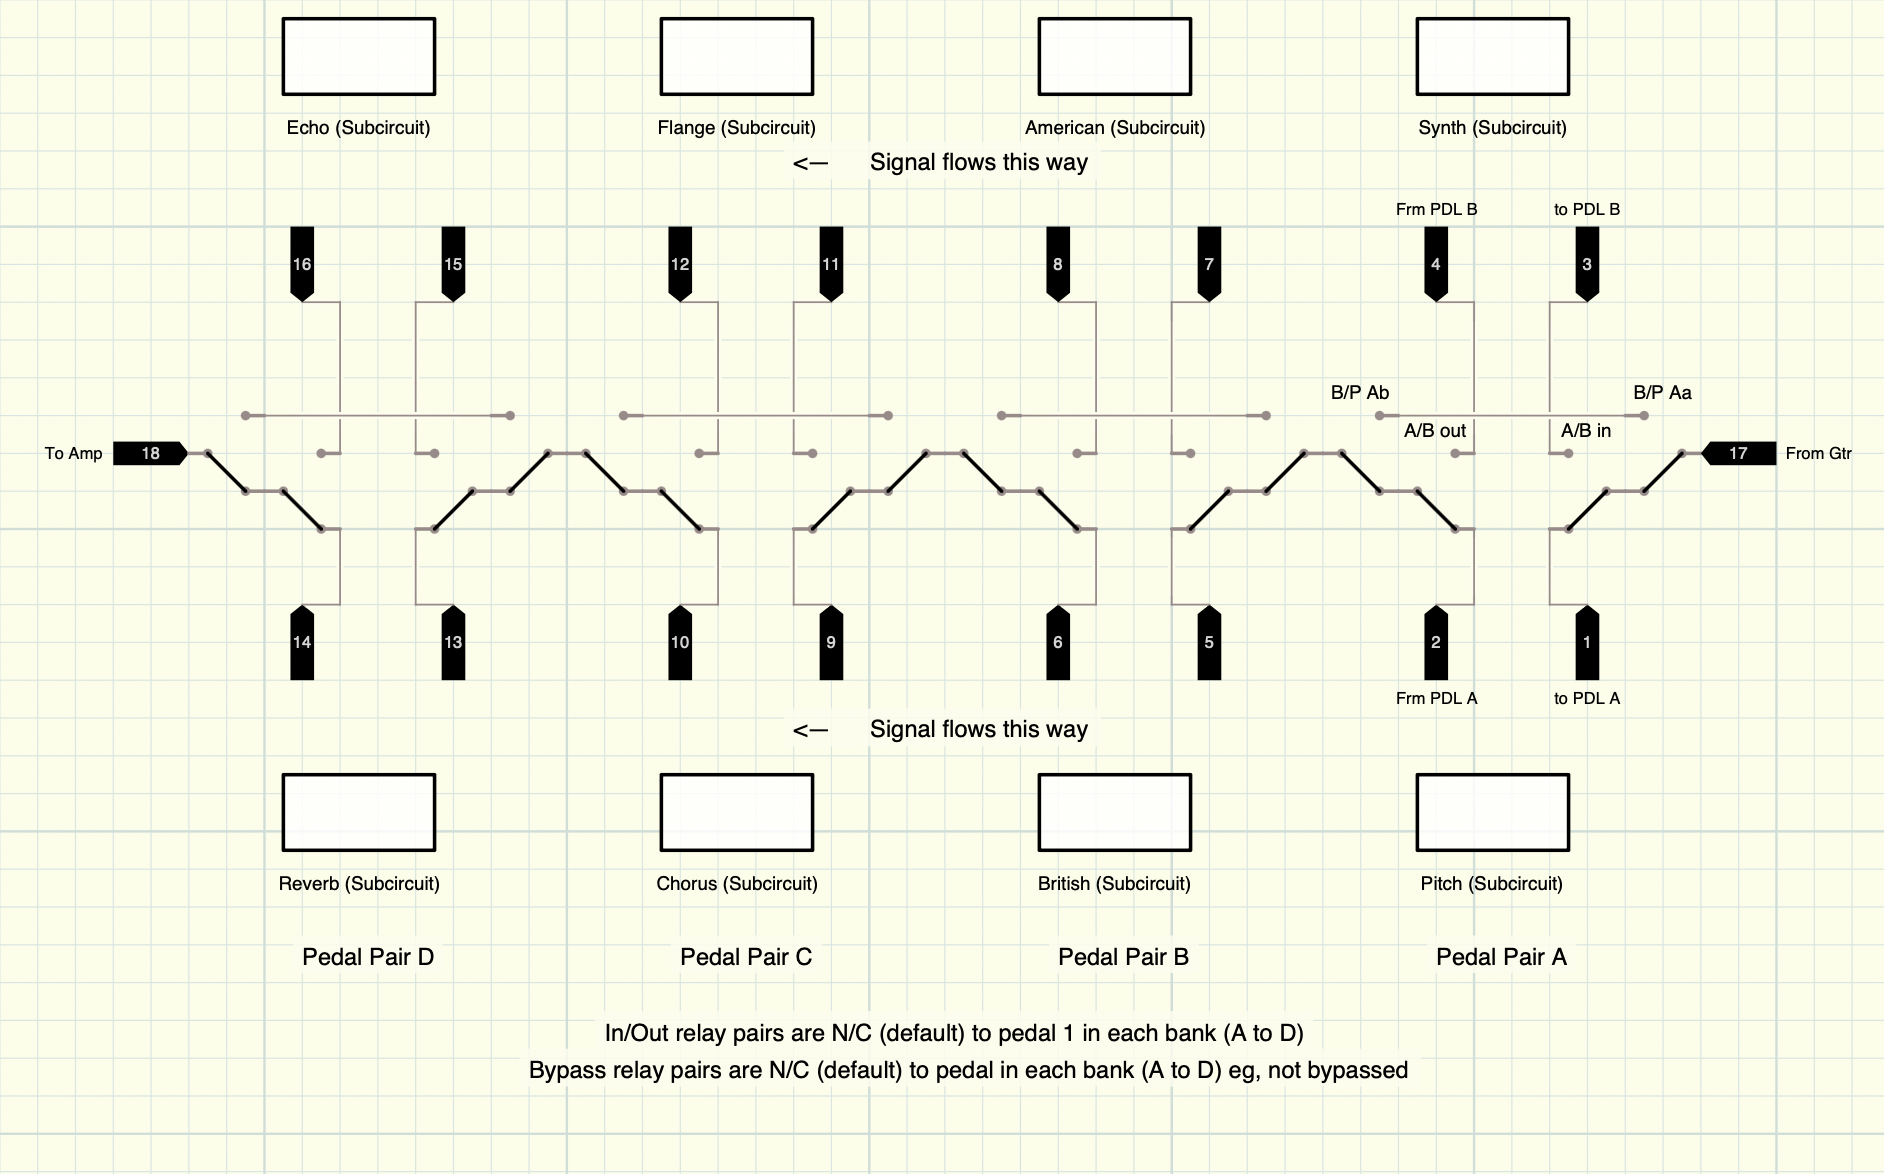 Echo (Subcircuit)
Flange (Subcircuit)
American (Subcircuit)
Synth (Subcircuit)
<— Signal flows this way
Frm PDL B
to PDL B
16
15
12
11
8
7
4
3
B/P Ab
B/P Aa
A/B out
A/B in
To Amp
18
17
From Gtr
14
13
10
9
6
5
2
1
Frm PDL A
to PDL A
<— Signal flows this way
Reverb (Subcircuit)
Chorus (Subcircuit)
British (Subcircuit)
Pitch (Subcircuit)
Pedal Pair D
Pedal Pair C
Pedal Pair B
Pedal Pair A
In/Out relay pairs are N/C (default) to pedal 1 in each bank (A to D)
Bypass relay pairs are N/C (default) to pedal in each bank (A to D) eg, not bypassed